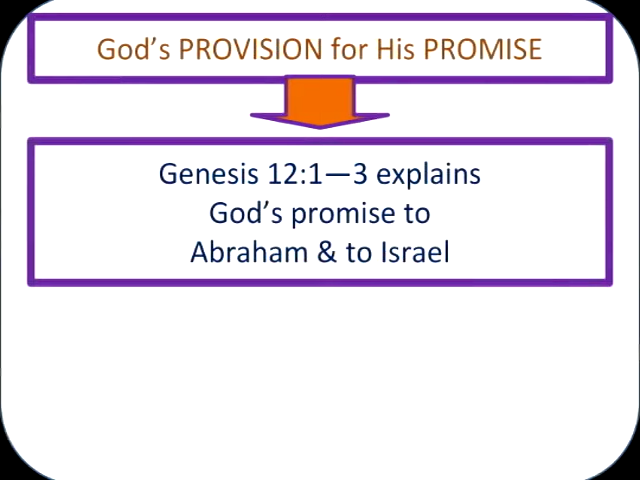 God’s PROVISION for His PROMISE
Genesis 12:1—3 explains
God’s promise to
Abraham & to Israel